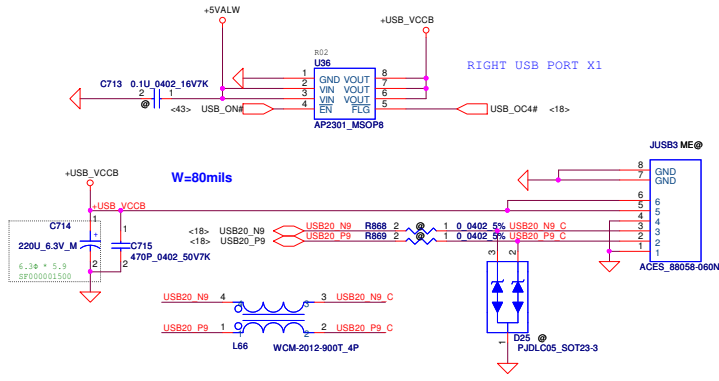 +5VALW
+USB_VCCB
R02
U36
RIGHT USB PORT X1
C713 0.1U_0402_16V7K
2 1
@
1 GND VOUT 8
2 VIN VOUT 7
3 VIN VOUT 6
4 EN FLG 5
<43> USB_ON#
USB_OC4# <18>
AP2301_MSOP8
JUSB3 ME@
+USB_VCCB
W=80mils
8 GND
7 GND
+USB_VCCB
6 6
5 5
4 4
3 3
2 2
1 1
ACES_88058-060N
C714
220U_6.3V_M
1
2
6.3Φ * 5.9
SF000001500
C715
470P_0402_50V7K
1
2
<18> USB20_N9 USB20_N9 R868 2 @ 1 0_0402_5% USB20_N9_C
<18> USB20_P9 USB20_P9 R869 2 @ 1 0_0402_5% USB20_P9_C
3 2
USB20_N9 4 4 3 3 USB20_N9_C
USB20_P9 1 1 2 2 USB20_P9_C
L66 WCM-2012-900T_4P
1
D25 @
PJDLC05_SOT23-3